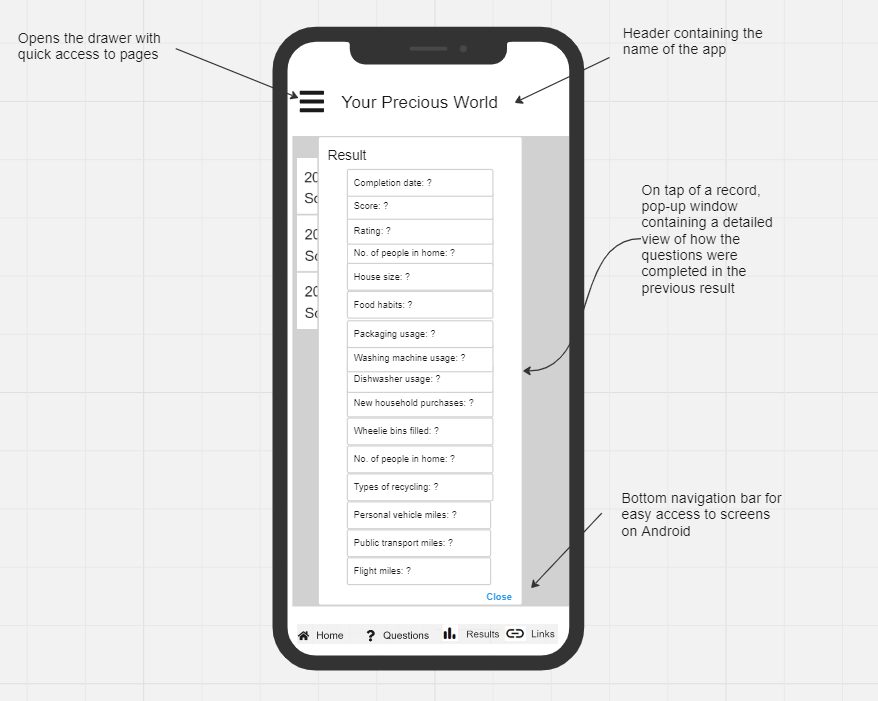 Opens the drawer with
quick access to pages
Header containing the
name of the app
Your Precious World
Result
20
Sc
20
Sc
20
Sc
Completion date: ?
Score: ?
Rating: ?
No. of people in home: ?
House size: ?
Food habits: ?
Packaging usage: ?
Washing machine usage: ?
Dishwasher usage: ?
New household purchases: ?
Wheelie bins filled: ?
No. of people in home: ?
Types of recycling: ?
Personal vehicle miles: ?
Public transport miles: ?
Flight miles: ?
Close
On tap of a record,
pop-up window
containing a detailed
view of how the
questions were
completed in the
previous result
Bottom navigation bar for
easy access to screens
on Android
Home ? Questions Results Links